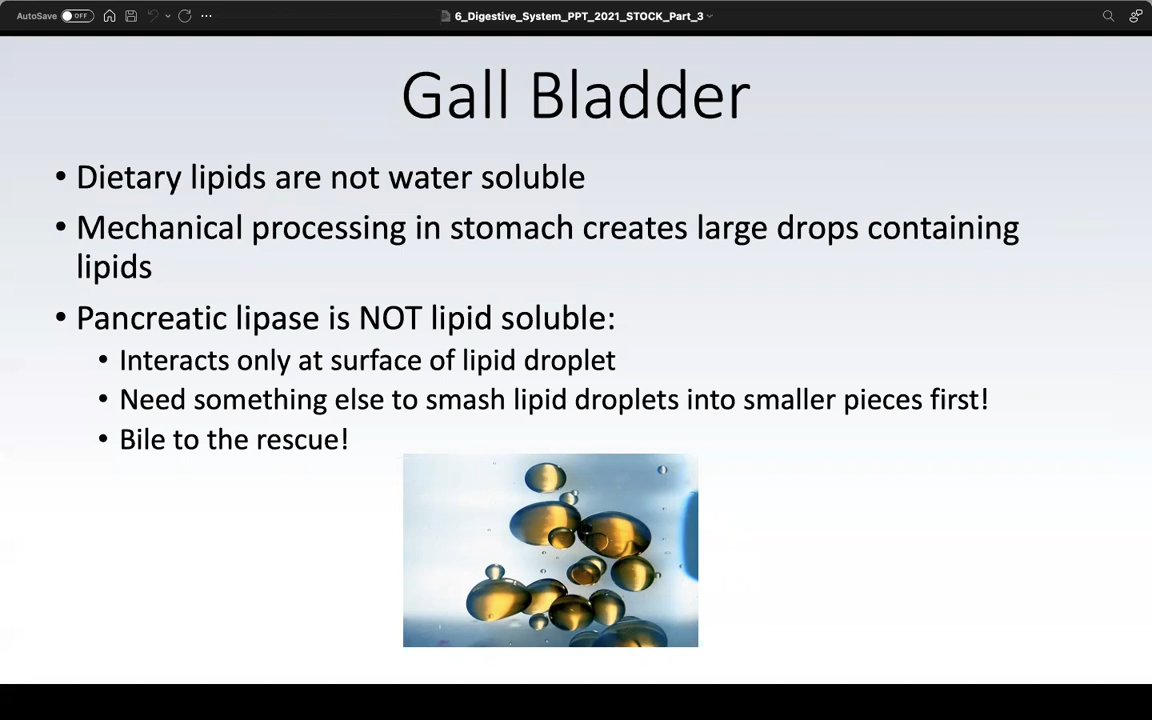 AutoSave OFF
6_Digestive_System_PPT_2021_STOCK_Part_3
Gall Bladder
• Dietary lipids are not water soluble
• Mechanical processing in stomach creates large drops containing
lipids
• Pancreatic lipase is NOT lipid soluble:
• Interacts only at surface of lipid droplet
• Need something else to smash lipid droplets into smaller pieces first!
• Bile to the rescue!